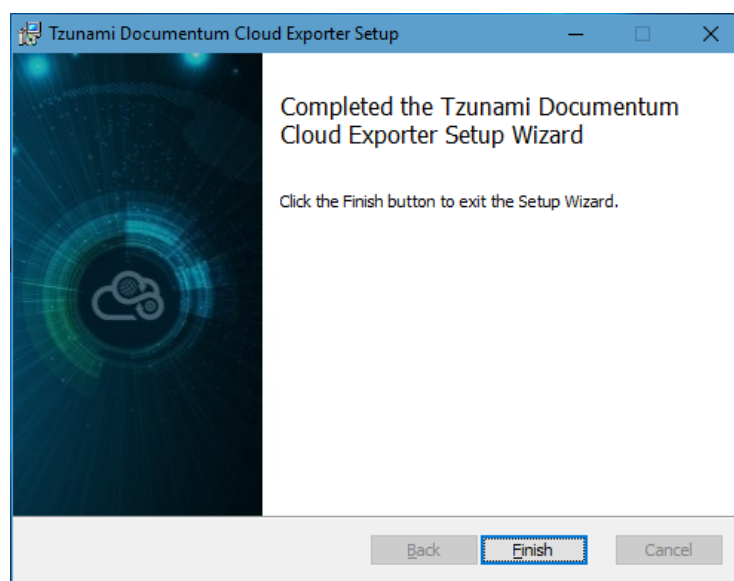 Tzunami Documentum Cloud Exporter Setup
Completed the Tzunami Documentum
Cloud Exporter Setup Wizard
Click the Finish button to exit the Setup Wizard.
Back
Finish
Cancel